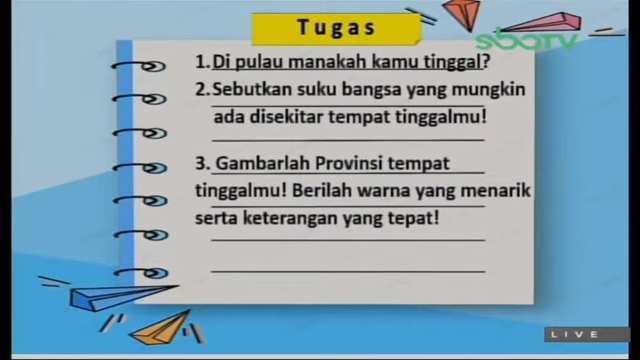 Tugas
sboTV
1. Di pulau manakah kamu tinggal?
2. Sebutkan suku bangsa yang mungkin
ada disekitar tempat tinggalmu!
3. Gambarlah Provinsi tempat
tinggalmu! Berilah warna yang menarik
serta keterangan yang tepat!
LIVE